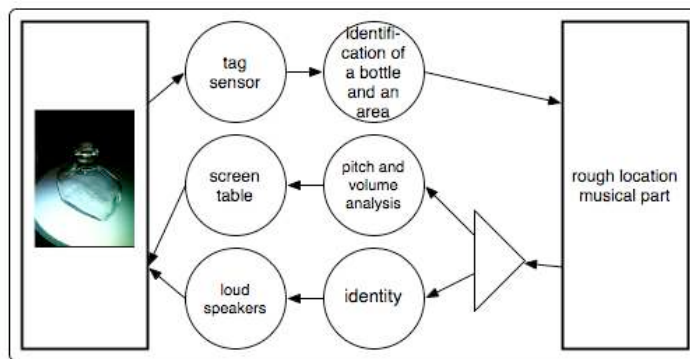 tag
sensor
Identifi-
cation of
a bottle
and an
area
screen
table
pitch and
volume
analysis
rough location
musical part
loud
speakers
identity